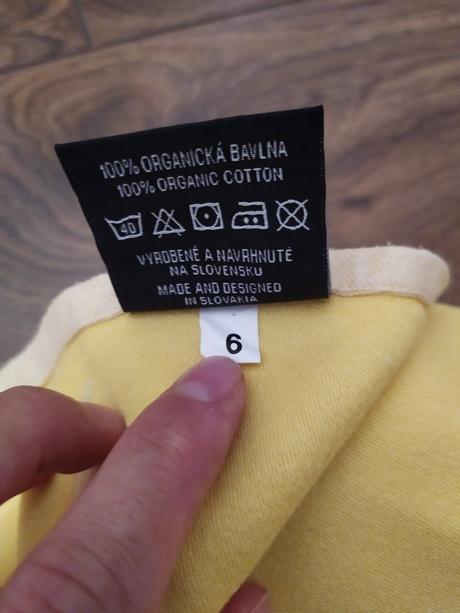 100% ORGANICKÁ BAVLNA
100% ORGANIC COTTON
40
VYROBENÉ A NAVRHNUTÉ
NA SLOVENSKU
MADE AND DESIGNED
IN SLOVAKIA
6